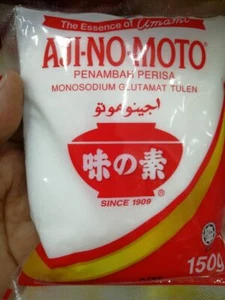 The Essence of Umami
AJI-NO-MOTO®
PENAMBAH PERISA
MONOSODIUM GLUTAMAT TULEN
اجينوموتو
味の素
®
SINCE 1909
150g